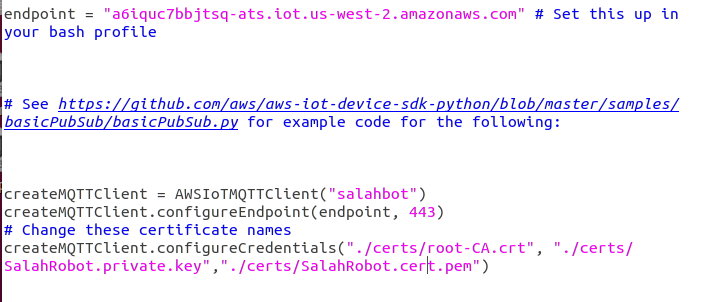 endpoint = "a6iquc7bbjtsq-ats.iot.us-west-2.amazonaws.com" # Set this up in
your bash profile
# See https://github.com/aws/aws-iot-device-sdk-python/blob/master/samples/
basicPubSub/basicPubSub.py for example code for the following:
createMQTTClient = AWSIoTMQTTClient("salahbot")
createMQTTClient.configureEndpoint(endpoint, 443)
# Change these certificate names
createMQTTClient.configureCredentials("./certs/root-CA.crt", "./certs/
SalahRobot.private.key","./certs/SalahRobot.cert.pem")